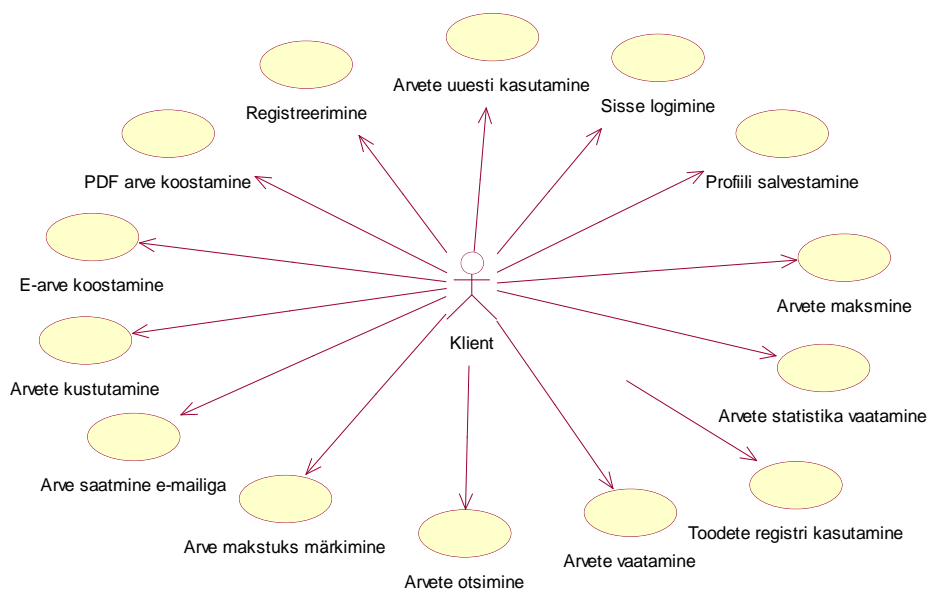 Arvete uuesti kasutamine
Registreerimine
Sisse logimine
PDF arve koostamine
Profiili salvestamine
E-arve koostamine
Arvete maksmine
Klient
Arvete kustutamine
Arvete statistika vaatamine
Arve saatmine e-mailiga
Toodete registri kasutamine
Arve makstuks märkimine
Arvete vaatamine
Arvete otsimine